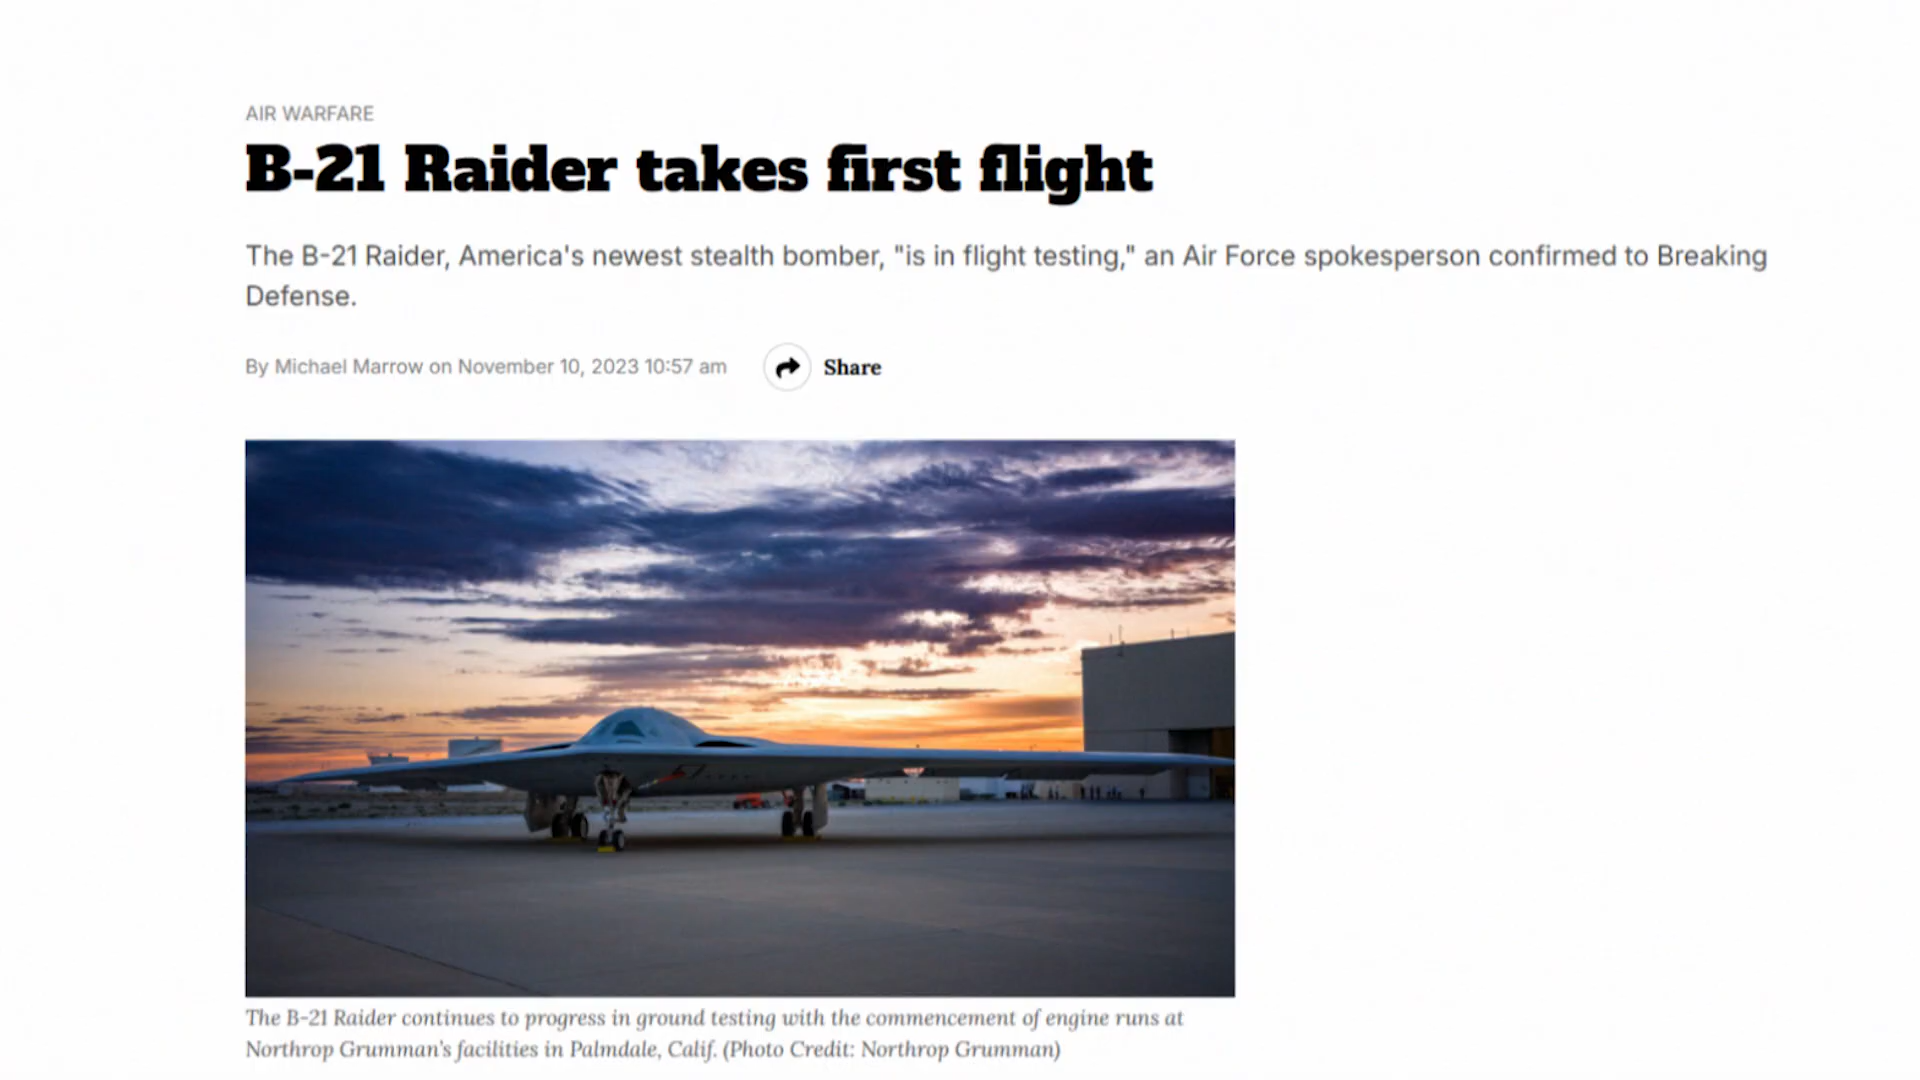 AIR WARFARE
B-21 Raider takes first flight
The B-21 Raider, America's newest stealth bomber, "is in flight testing," an Air Force spokesperson confirmed to Breaking
Defense.
By Michael Marrow on November 10, 2023 10:57 am
Share
The B-21 Raider continues to progress in ground testing with the commencement of engine runs at
Northrop Grumman's facilities in Palmdale, Calif. (Photo Credit: Northrop Grumman)